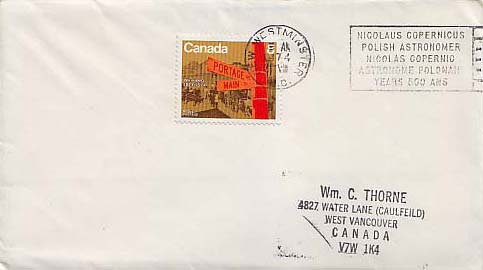 Canada
PORTAGE
MAIN
WESTMINSTER
74
NICOLAUS COPERNICUS
POLISH ASTRONOMER
NICOLAS COPERNIC
ASTRONOME POLONAIS
YEARS 500 ANS
Wm. C. THORNE
4827 WATER LANE (CAULFEILD)
WEST VANCOUVER
CANADA
V7W 1K4